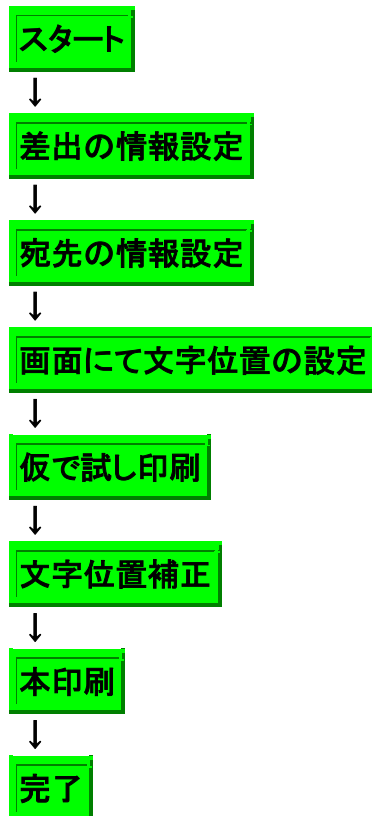 スタート
↓
差出の情報設定
↓
宛先の情報設定
↓
画面にて文字位置の設定
↓
仮で試し印刷
↓
文字位置補正
↓
本印刷
↓
完了